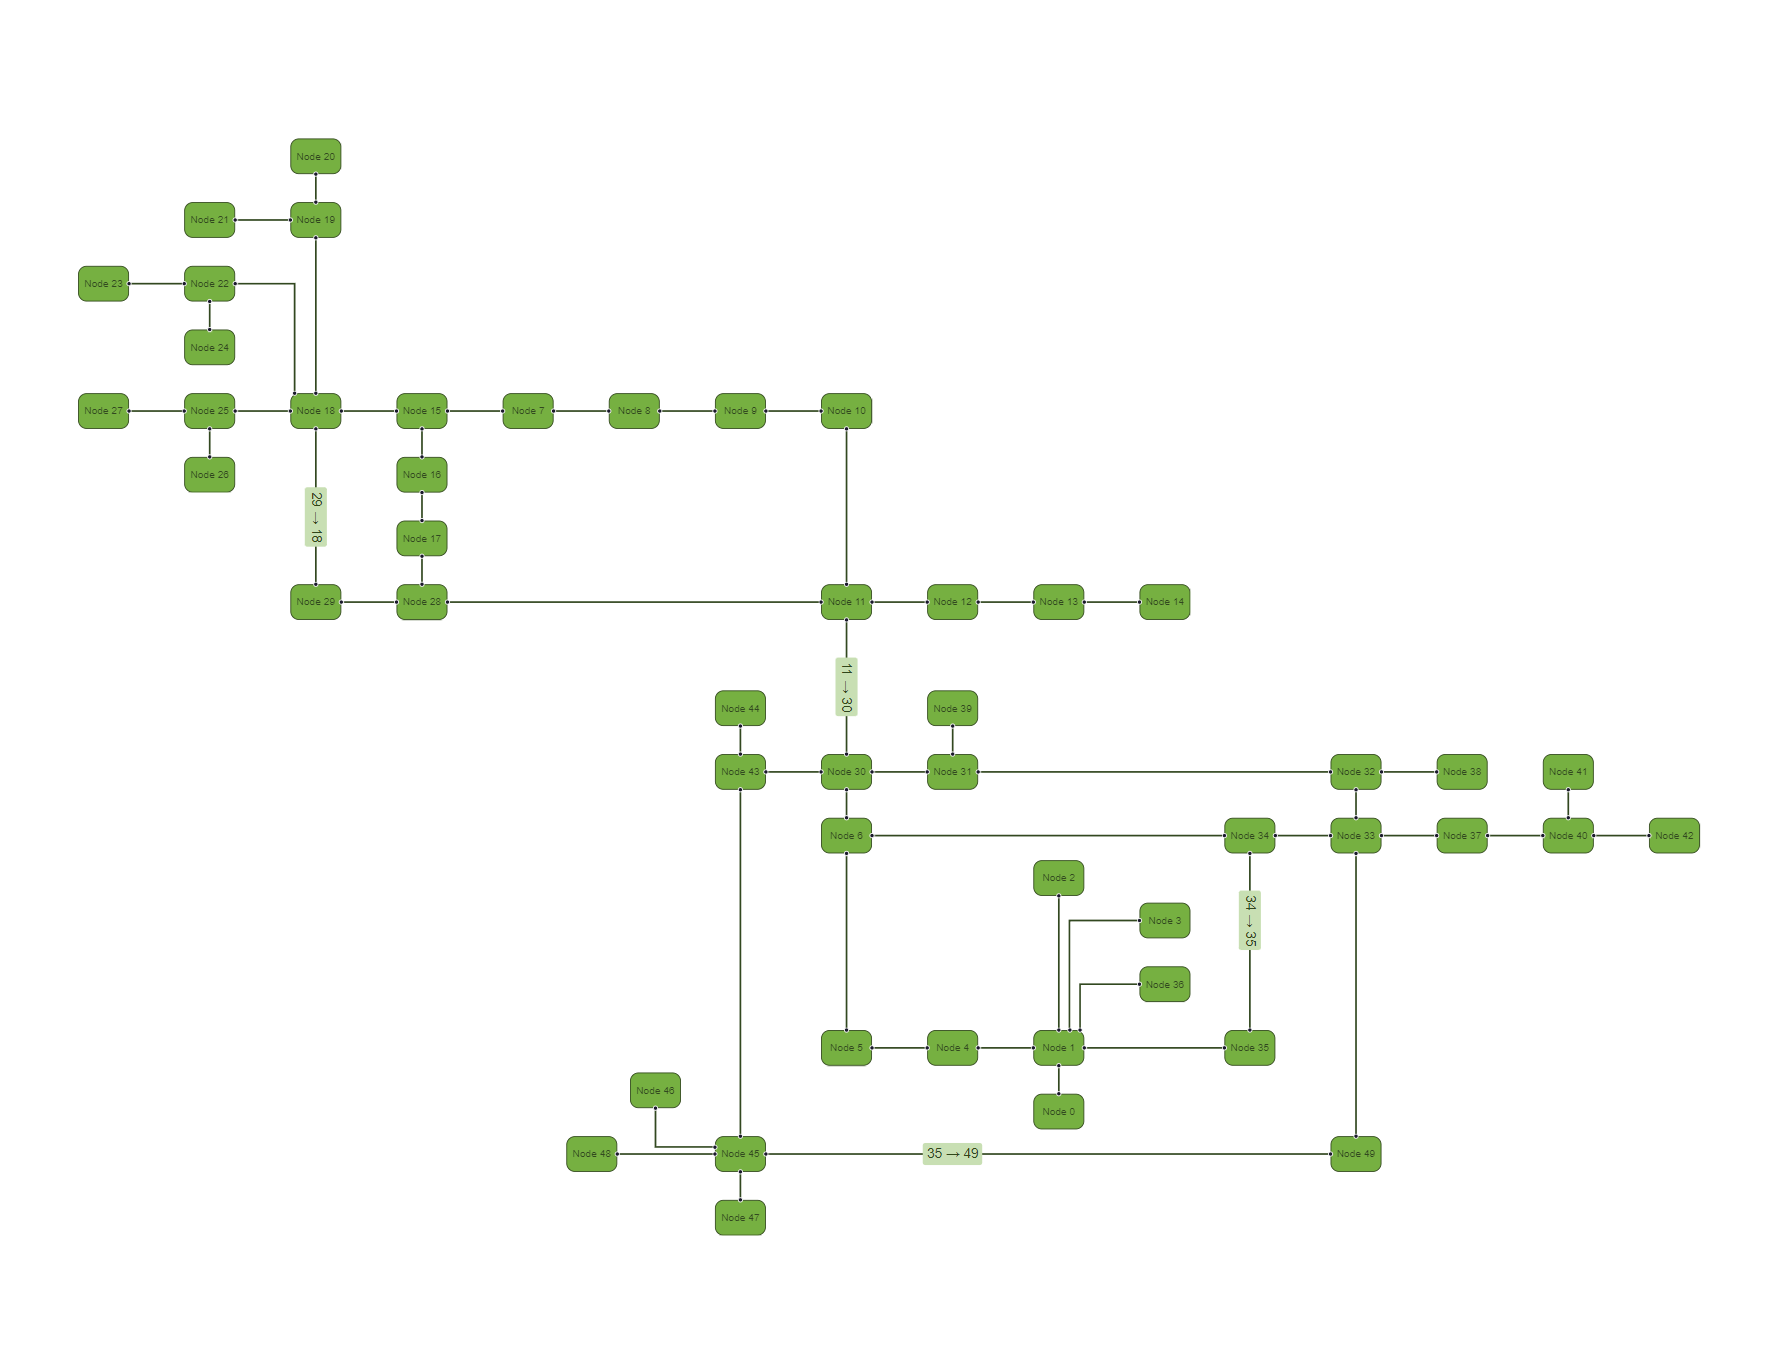 Node 20
Node 21
Node 19
Node 23
Node 22
Node 24
Node 27
Node 25
Node 18
Node 15
Node 7
Node 8
Node 9
Node 10
Node 26
Node 16
29 → 18
Node 17
Node 29
Node 28
Node 11
Node 12
Node 13
Node 14
11 → 30
Node 44
Node 39
Node 43
Node 30
Node 31
Node 32
Node 38
Node 41
Node 6
Node 34
Node 33
Node 37
Node 40
Node 42
Node 2
Node 3
34 → 35
Node 36
Node 5
Node 4
Node 1
Node 35
Node 46
Node 0
Node 48
Node 45
35 → 49
Node 49
Node 47